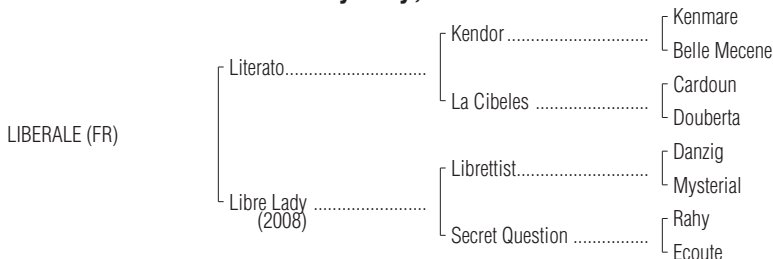 Kenmare
Kendor ..............................
Belle Mecene
Literato..............................
Cardoun
La Cibeles ........................
Douberta
LIBERALE (FR)
Danzig
Librettist............................
Mysterial
Libre Lady ........................
(2008)
Rahy
Secret Question ................
Ecoute